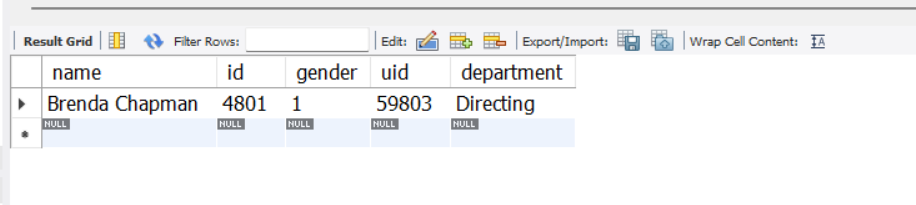 Result Grid Filter Rows: Edit: Export/Import: Wrap Cell Content: IA
name id gender uid department
Brenda Chapman 4801 1 59803 Directing
NULL NULL NULL NULL NULL